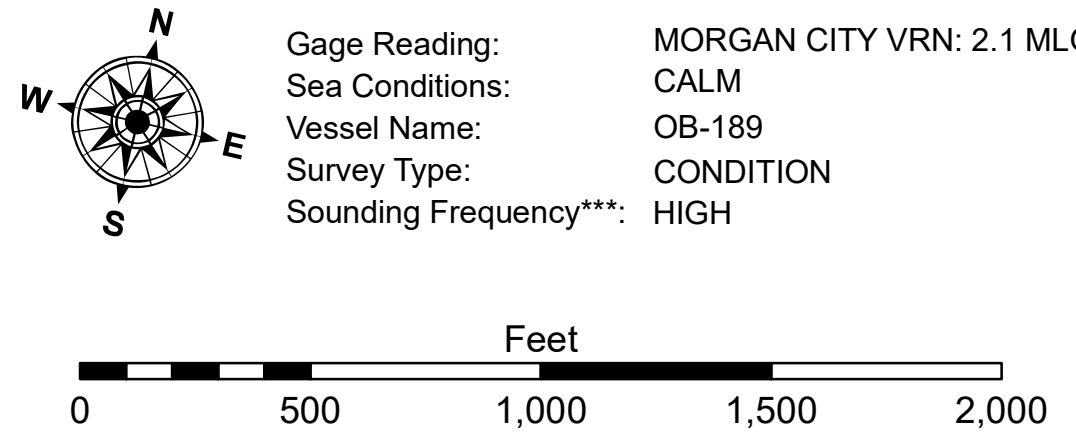 N
W
E
S
Gage Reading: MORGAN CITY VRN: 2.1
Sea Conditions: CALM
Vessel Name: OB-189
Survey Type: CONDITION
Sounding Frequency***: HIGH
Feet
0 500 1,000 1,500 2,000